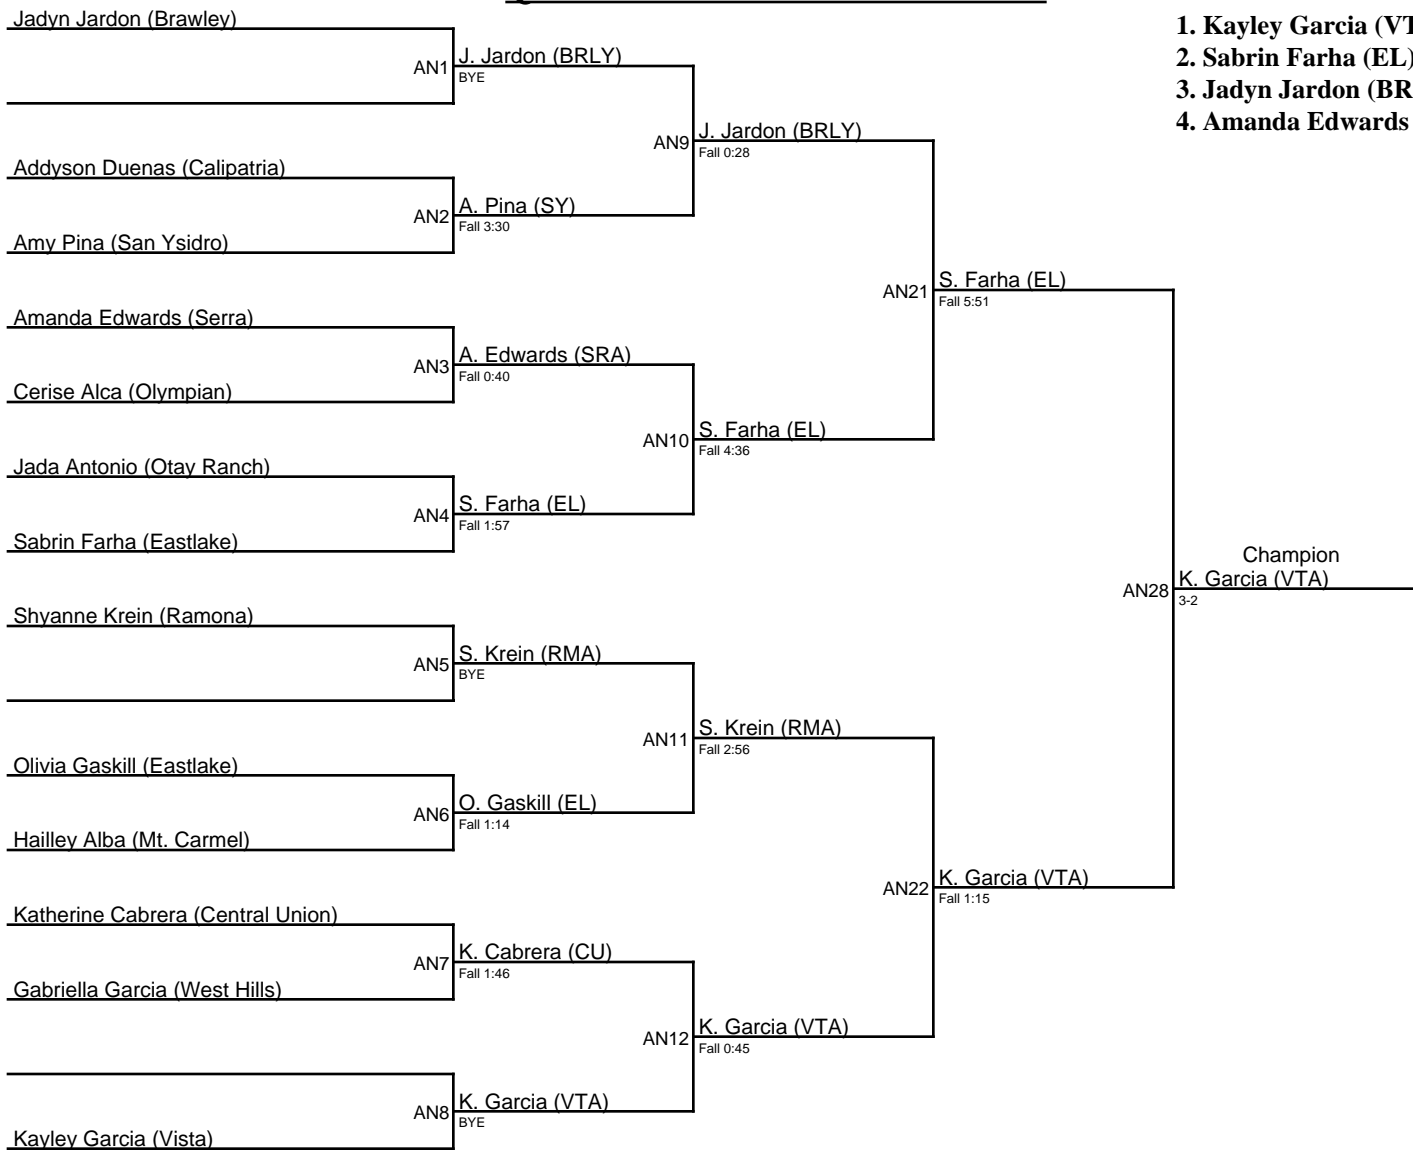 Jadyn Jardon (Brawley)
AN1
J. Jardon (BRLY)
BYE
Addyson Duenas (Calipatria)
AN2
A. Pina (SY)
Fall 3:30
Amy Pina (San Ysidro)
AN9
J. Jardon (BRLY)
Fall 0:28
Amanda Edwards (Serra)
AN3
A. Edwards (SRA)
Fall 0:40
Cerise Alca (Olympian)
AN10
S. Farha (EL)
Fall 4:36
Jada Antonio (Otay Ranch)
AN4
S. Farha (EL)
Fall 1:57
Sabrin Farha (Eastlake)
AN21
S. Farha (EL)
Fall 5:51
Shyanne Krein (Ramona)
AN5
S. Krein (RMA)
BYE
Olivia Gaskill (Eastlake)
AN6
O. Gaskill (EL)
Fall 1:14
Hailley Alba (Mt. Carmel)
AN11
S. Krein (RMA)
Fall 2:56
Katherine Cabrera (Central Union)
AN7
K. Cabrera (CU)
Fall 1:46
Gabriella Garcia (West Hills)
AN12
K. Garcia (VTA)
Fall 0:45
AN8
K. Garcia (VTA)
BYE
Kayley Garcia (Vista)
AN22
K. Garcia (VTA)
Fall 1:15
Champion
AN28
K. Garcia (VTA)
3-2
1. Kayley Garcia (VT
2. Sabrin Farha (EL)
3. Jadyn Jardon (BR
4. Amanda Edwards